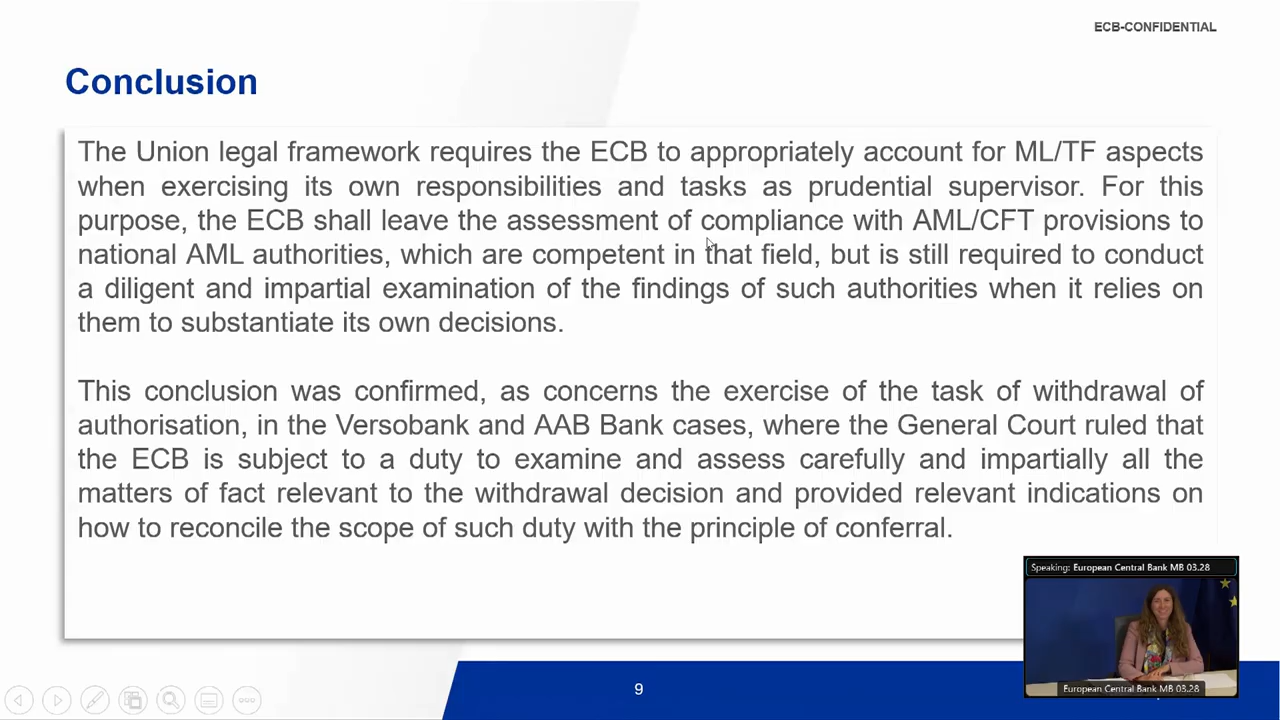 ECB-CONFIDENTIAL
Conclusion
The Union legal framework requires the ECB to appropriately account for ML/TF aspects
when exercising its own responsibilities and tasks as prudential supervisor. For this
purpose, the ECB shall leave the assessment of compliance with AML/CFT provisions to
national AML authorities, which are competent in that field, but is still required to conduct
a diligent and impartial examination of the findings of such authorities when it relies on
them to substantiate its own decisions.
This conclusion was confirmed, as concerns the exercise of the task of withdrawal of
authorisation, in the Versobank and AAB Bank cases, where the General Court ruled that
the ECB is subject to a duty to examine and assess carefully and impartially all the
matters of fact relevant to the withdrawal decision and provided relevant indications on
how to reconcile the scope of such duty with the principle of conferral.
Speaking: European Central Bank MB 03.28
European Central Bank MB 03.28
9